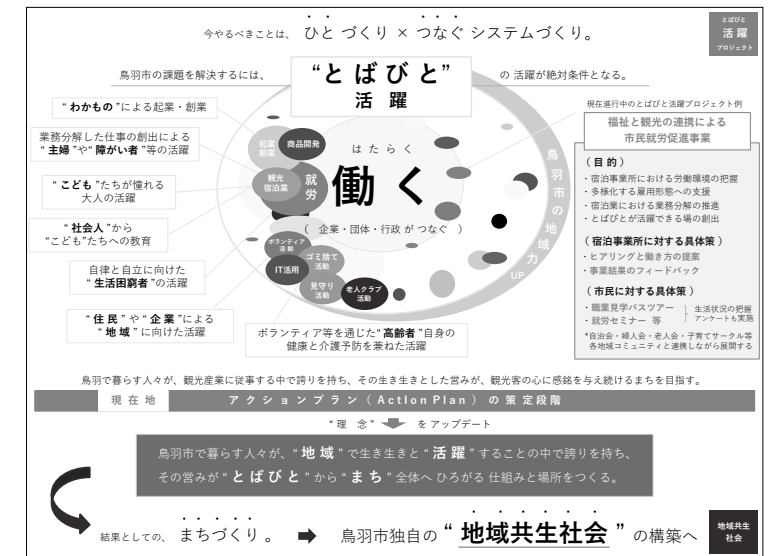 今やるべきことは、 ひと づくり × つなぐ システムづくり。
とばびと
活躍
プロジェクト
鳥羽市の課題を解決するには、
“とばびと”
活躍
の 活躍が絶対条件となる。
“ わかもの ”による起業・創業
業務分解した仕事の創出による
“ 主婦 ”や“ 障がい者 ”等の活躍
“ こども ”たちが憧れる
大人の活躍
“ 社会人 ”から
“こども”たちへの教育
自律と自立に向けた
“ 生活困窮者 ”の活躍
“ 住民 ” や “ 企業 ” による
“ 地域 ” に向けた活躍
ボランティア等を通じた“ 高齢者 ”自身の
健康と介護予防を兼ねた活躍
起業
創業
商品開発
観光
宿泊業
就労
はたらく
働く
( 企業・団体・行政 が つなぐ )
ボランティア
活動
ゴミ捨て
活動
IT活用
見守り
活動
老人クラブ
活動
鳥羽市の地域力
UP
現在進行中のとばびと活躍プロジェクト例
福祉と観光の連携による
市民就労促進事業
( 目的 )
・宿泊事業所における労働環境の把握
・多様化する雇用形態への支援
・宿泊業における業務分解の推進
・とばびとが活躍できる場の創出
( 宿泊事業所に対する具体策 )
・ヒアリングと働き方の提案
・事業結果のフィードバック
( 市民に対する具体策 )
・職業見学バスツアー
・就労セミナー 等
生活状況の把握
アンケートも実施
*自治会・婦人会・老人会・子育てサークル等
各地域コミュニティと連携しながら展開する
鳥羽で暮らす人々が、観光産業に従事する中で誇りを持ち、その生き生きとした営みが、観光客の心に感銘を与え続けるまちを目指す。
現在地
アクションプラン( ActIon Plan ) の 策定段階
“理 念” を アップデート
鳥羽市で暮らす人々が、“ 地域 ” で生き生きと “ 活躍 ” することの中で誇りを持ち、
その営みが “ とばびと ” から “ まち ” 全体へ ひろがる 仕組みと場所をつくる。
結果としての、 まちづくり 。 ➡ 鳥羽市独自の “ 地域共生社会 ” の構築へ
地域共生
社会